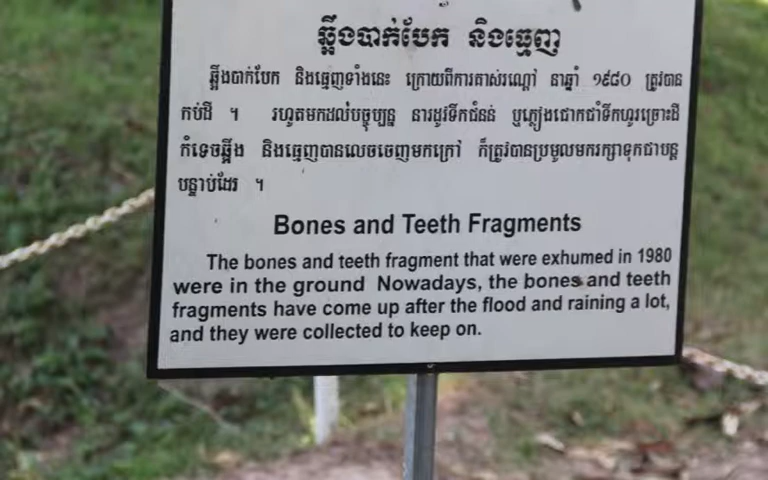 ឆ្អឹងបាក់បែក និងធ្មេញ
ឆ្អឹងបាក់បែក និងធ្មេញទាំងនេះ ក្រោយពីការគាស់រណ្តៅ នាឆ្នាំ ១៩៨០ ត្រូវបាន
កប់ដី ។ រហូតមកដល់បច្ចុប្បន្ន នារដូវទឹកជំនន់ ឬភ្លៀងជោកជាំទឹកហូរច្រោះដី
កំទេចឆ្អឹង និងធ្មេញបានលេចចេញមកក្រៅ ក៏ត្រូវបានប្រមូលមករក្សាទុកជាបន្ត
បន្ទាប់ដែរ ។
Bones and Teeth Fragments
The bones and teeth fragment that were exhumed in 1980
were in the ground Nowadays, the bones and teeth
fragments have come up after the flood and raining a lot,
and they were collected to keep on.